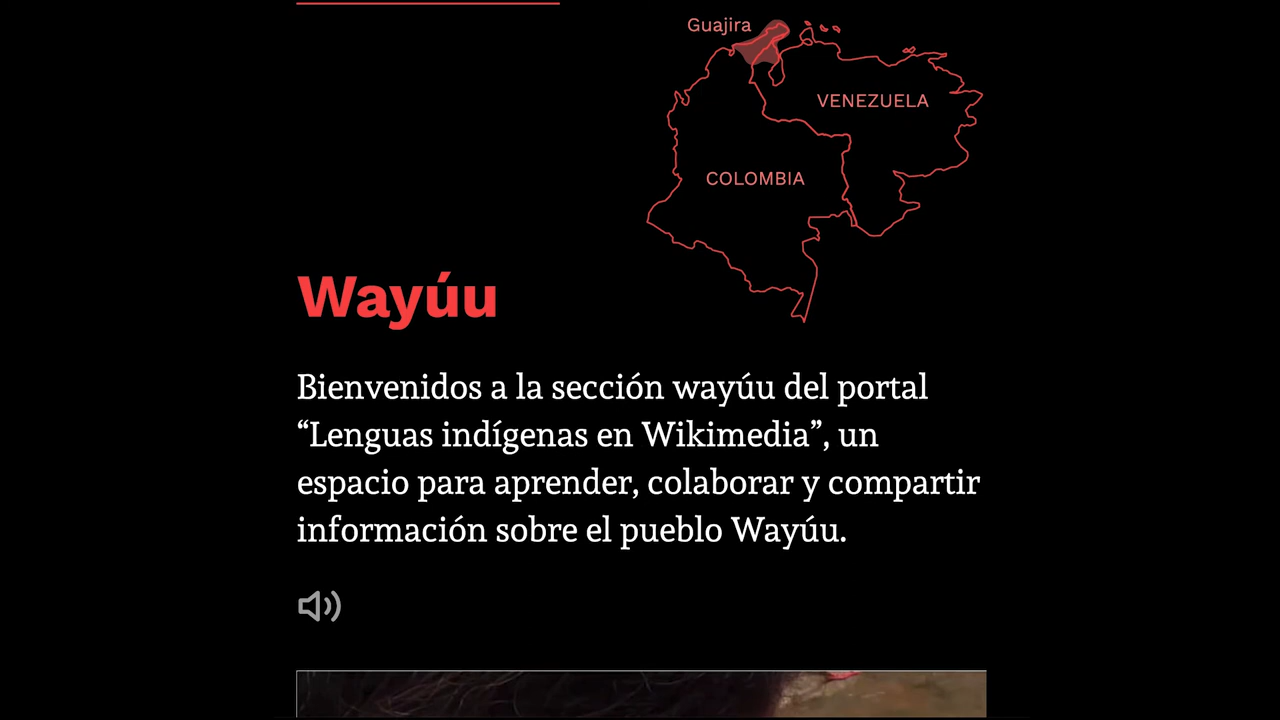 Guajira
VENEZUELA
COLOMBIA
Wayúu
Bienvenidos a la sección wayúu del portal
“Lenguas indígenas en Wikimedia”, un
espacio para aprender, colaborar y compartir
información sobre el pueblo Wayúu.